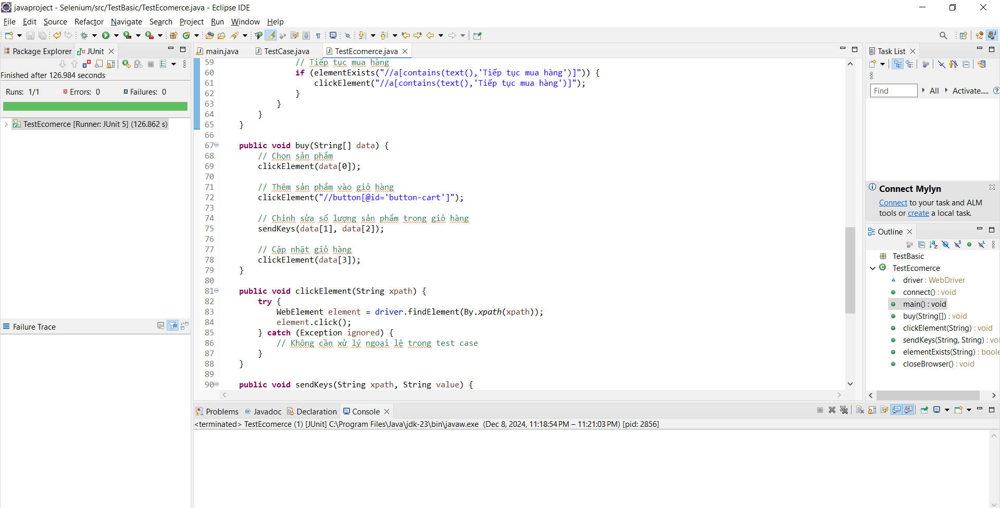 javaproject - Selenium/src/TestBasic/TestEcomerce.java - Eclipse IDE
File Edit Source Refactor Navigate Search Project Run Window Help
Package Explorer
JUnit
Finished after 126.984 seconds
Runs: 1/1 Errors: 0 Failures: 0
TestEcomerce [Runner: JUnit 5] (126.862 s)
Failure Trace
main.java TestCase.java TestEcomerce.java
59 // Tiếp tục mua hàng
60 if (elementExists("//a[contains(text(),'Tiếp tục mua hàng')]")) {
61 clickElement("//a[contains(text(),'Tiếp tục mua hàng')]");
62 }
63 }
64 }
65 }
66
67 public void buy(String[] data) {
68 // Chọn sản phẩm
69 clickElement(data[0]);
70
71 // Thêm sản phẩm vào giỏ hàng
72 clickElement("//button[@id='button-cart']");
73
74 // Chỉnh sửa số lượng sản phẩm trong giỏ hàng
75 sendKeys(data[1], data[2]);
76
77 // Cập nhật giỏ hàng
78 clickElement(data[3]);
79 }
80
81 public void clickElement(String xpath) {
82 try {
83 WebElement element = driver.findElement(By.xpath(xpath));
84 element.click();
85 } catch (Exception ignored) {
86 // Không cần xử lý ngoại lệ trong test case
87 }
88 }
89
90 public void sendKeys(String xpath, String value) {
Problems @ Javadoc Declaration Console
<terminated> TestEcomerce (1) [JUnit] C:\Program Files\Java\jdk-23\bin\javaw.exe (Dec 8, 2024, 11:18:54 PM – 11:21:03 PM) [pid: 2856]
Task List
Find All Activate....
Connect Mylyn
Connect to your task and ALM
tools or create a local task.
Outline
TestBasic
TestEcomerce
driver : WebDriver
connect() : void
main() : void
buy(String[]) : void
clickElement(String) : void
sendKeys(String, String) : voi
elementExists(String) : boole
closeBrowser() : void